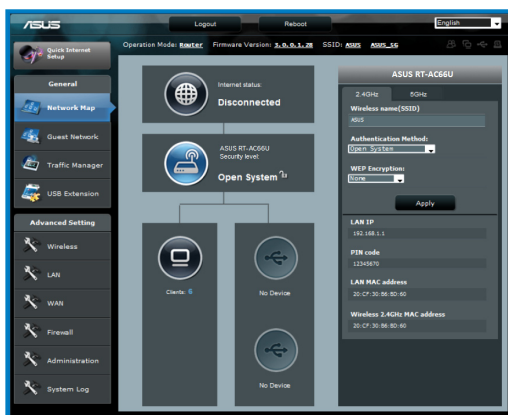 ASUS
Logout
Reboot
English
Quick Internet
Setup
Operation Mode: Router Firmware Version: 3.0.0.1.28 SSID: ASUS ASUS_5G
General
Network Map
Guest Network
Traffic Manager
USB Extension
Advanced Setting
Wireless
LAN
WAN
Firewall
Administration
System Log
Internet status:
Disconnected
ASUS RT-AC66U
Security level:
Open System
Clients: 6
No Device
No Device
ASUS RT-AC66U
2.4GHz
5GHz
Wireless name(SSID)
ASUS
Authentication Method:
Open System
WEP Encryption:
None
Apply
LAN IP
192.168.1.1
PIN code
12345670
LAN MAC address
20:CF:30:B6:BD:60
Wireless 2.4GHz MAC address
20:CF:30:B6:BD:60